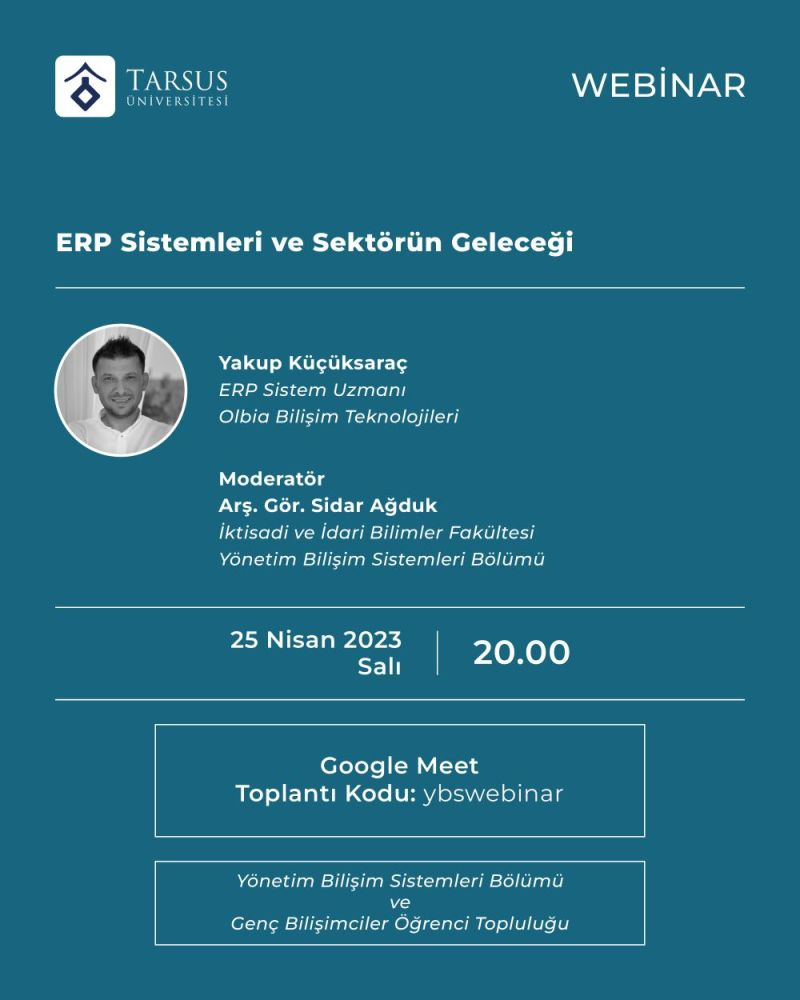 TARSUS
ÜNİVERSİTESİ
WEBİNAR
ERP Sistemleri ve Sektörün Geleceği
Yakup Küçüksaraç
ERP Sistem Uzmanı
Olbia Bilişim Teknolojileri
Moderatör
Arş. Gör. Sidar Ağduk
İktisadi ve İdari Bilimler Fakültesi
Yönetim Bilişim Sistemleri Bölümü
25 Nisan 2023
Salı
20.00
Google Meet
Toplantı Kodu: ybswebinar
Yönetim Bilişim Sistemleri Bölümü
ve
Genç Bilişimciler Öğrenci Topluluğu